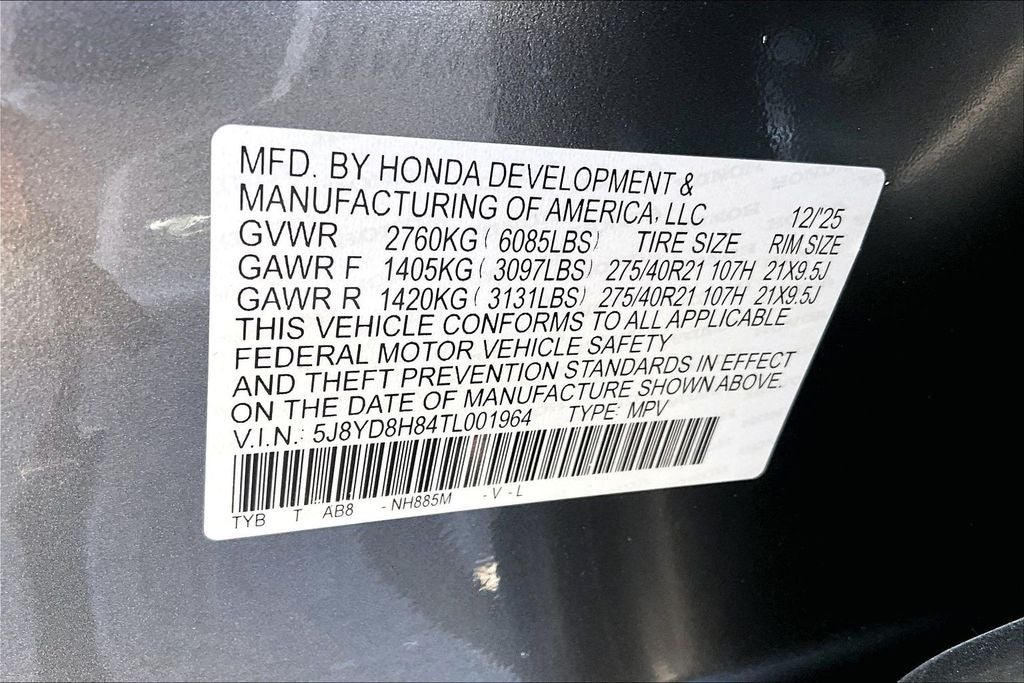 MFD. BY HONDA DEVELOPMENT &
MANUFACTURING OF AMERICA, LLC 12/'25
GVWR 2760KG ( 6085LBS) TIRE SIZE RIM SIZE
GAWR F 1405KG ( 3097LBS) 275/40R21 107H 21X9.5J
GAWR R 1420KG ( 3131LBS) 275/40R21 107H 21X9.5J
THIS VEHICLE CONFORMS TO ALL APPLICABLE
FEDERAL MOTOR VEHICLE SAFETY
AND THEFT PREVENTION STANDARDS IN EFFECT
ON THE DATE OF MANUFACTURE SHOWN ABOVE.
V.I.N.: 5J8YD8H84TL001964 TYPE: MPV
TYB T AB8 - NH885M - V - L